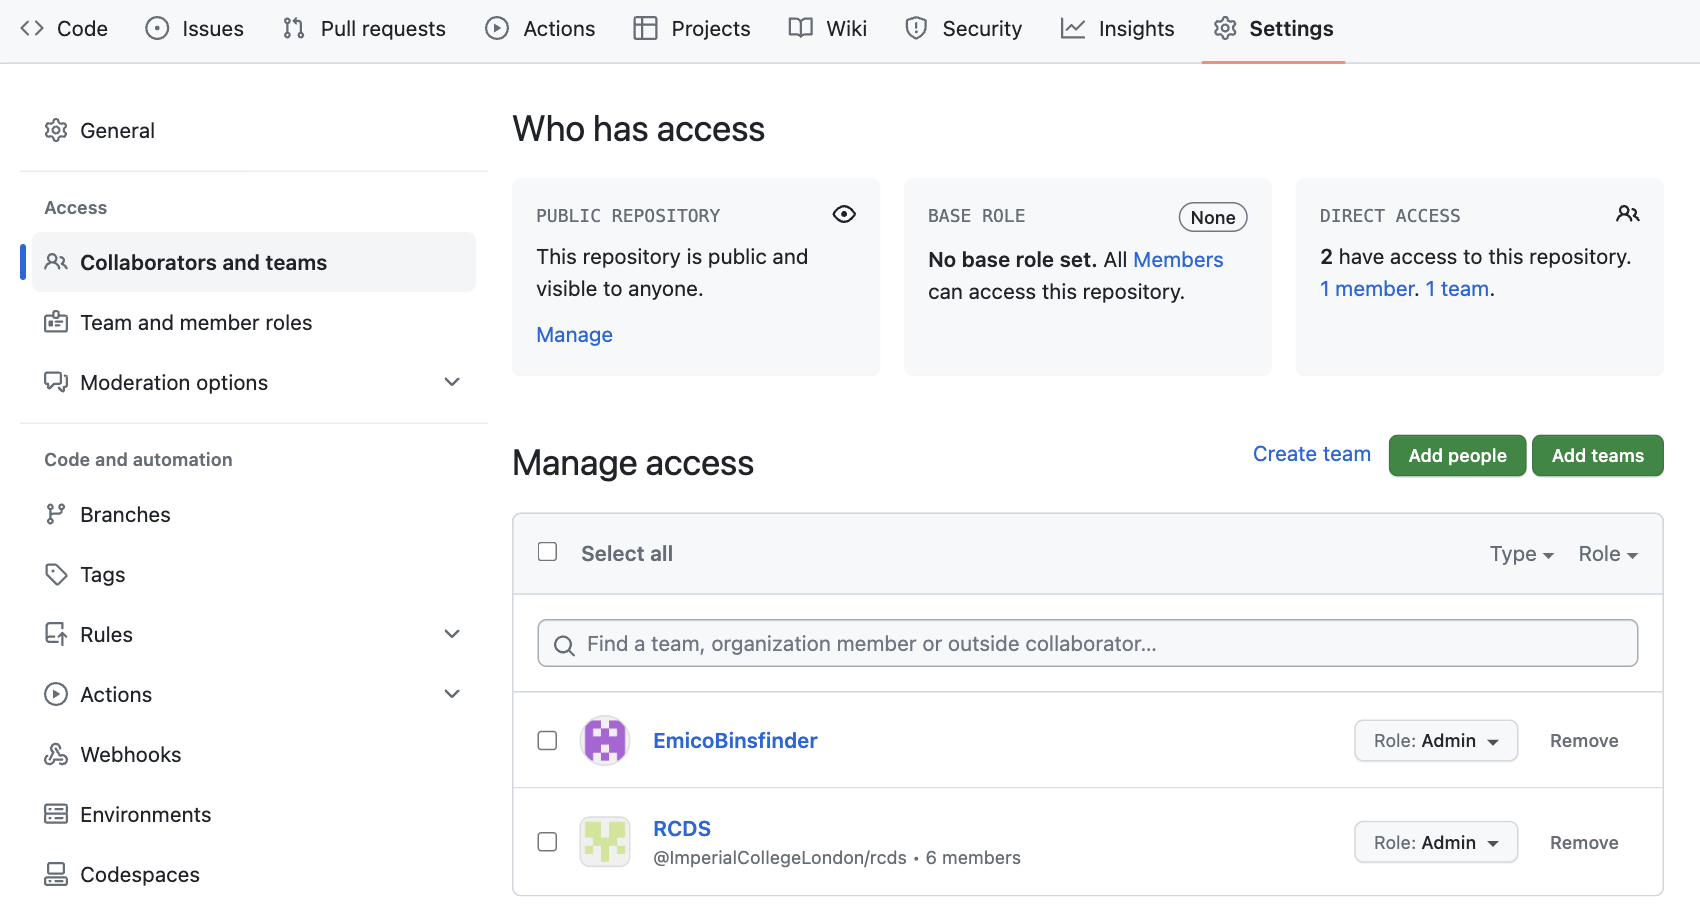 Code
Issues
Pull requests
Actions
Projects
Wiki
Security
Insights
Settings
General
Access
Collaborators and teams
Team and member roles
Moderation options
Code and automation
Branches
Tags
Rules
Actions
Webhooks
Environments
Codespaces
Who has access
PUBLIC REPOSITORY
This repository is public and
visible to anyone.
Manage
BASE ROLE
None
No base role set. All Members
can access this repository.
DIRECT ACCESS
2 have access to this repository.
1 member. 1 team.
Manage access
Create team
Add people
Add teams
Select all
Type
Role
Find a team, organization member or outside collaborator...
EmicoBinsfinder
Role: Admin
Remove
RCDS
@ImperialCollegeLondon/rcds • 6 members
Role: Admin
Remove